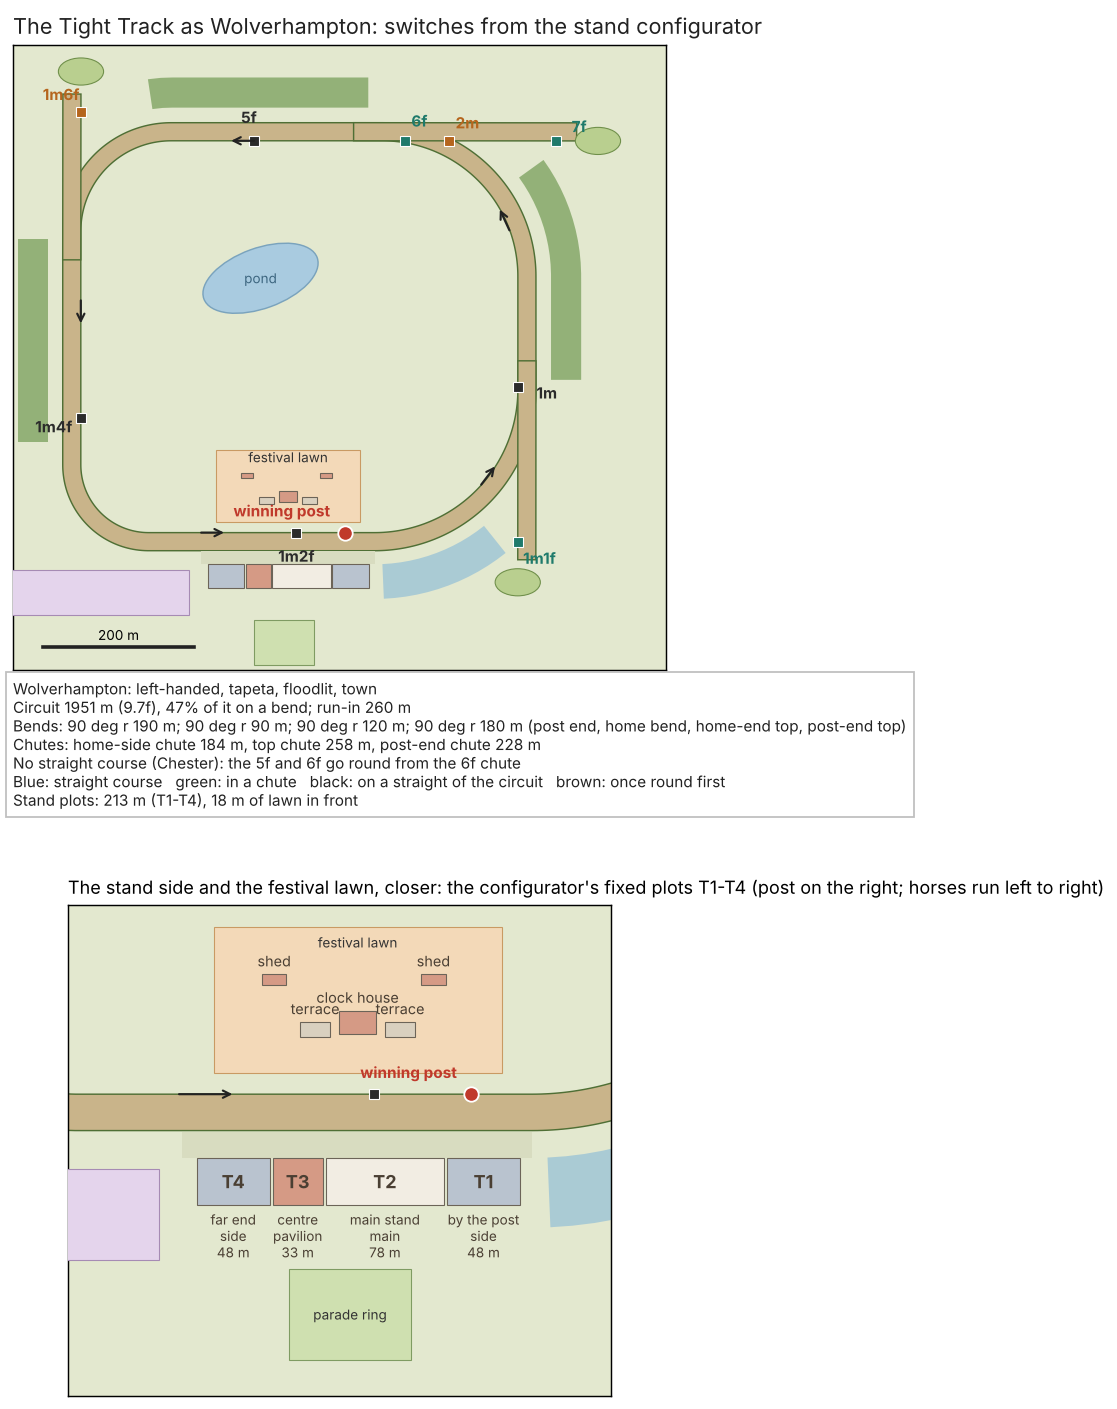 The Tight Track as Wolverhampton: switches from the stand configurator
1m6f
5f
6f
2m
7f
pond
1m
1m4f
festival lawn
winning post
1m2f
1m1f
200 m
Wolverhampton: left-handed, tapeta, floodlit, town
Circuit 1951 m (9.7f), 47% of it on a bend; run-in 260 m
Bends: 90 deg r 190 m; 90 deg r 90 m; 90 deg r 120 m; 90 deg r 180 m (post end, home bend, home-end top, post-end top)
Chutes: home-side chute 184 m, top chute 258 m, post-end chute 228 m
No straight course (Chester): the 5f and 6f go round from the 6f chute
Blue: straight course green: in a chute black: on a straight of the circuit brown: once round first
Stand plots: 213 m (T1-T4), 18 m of lawn in front
The stand side and the festival lawn, closer: the configurator's fixed plots T1-T4 (post on the right; horses run left to right)
festival lawn
shed shed
clock house
terrace terrace
winning post
T4 T3 T2 T1
far end centre main stand by the post
side pavilion main side
48 m 33 m 78 m 48 m
parade ring